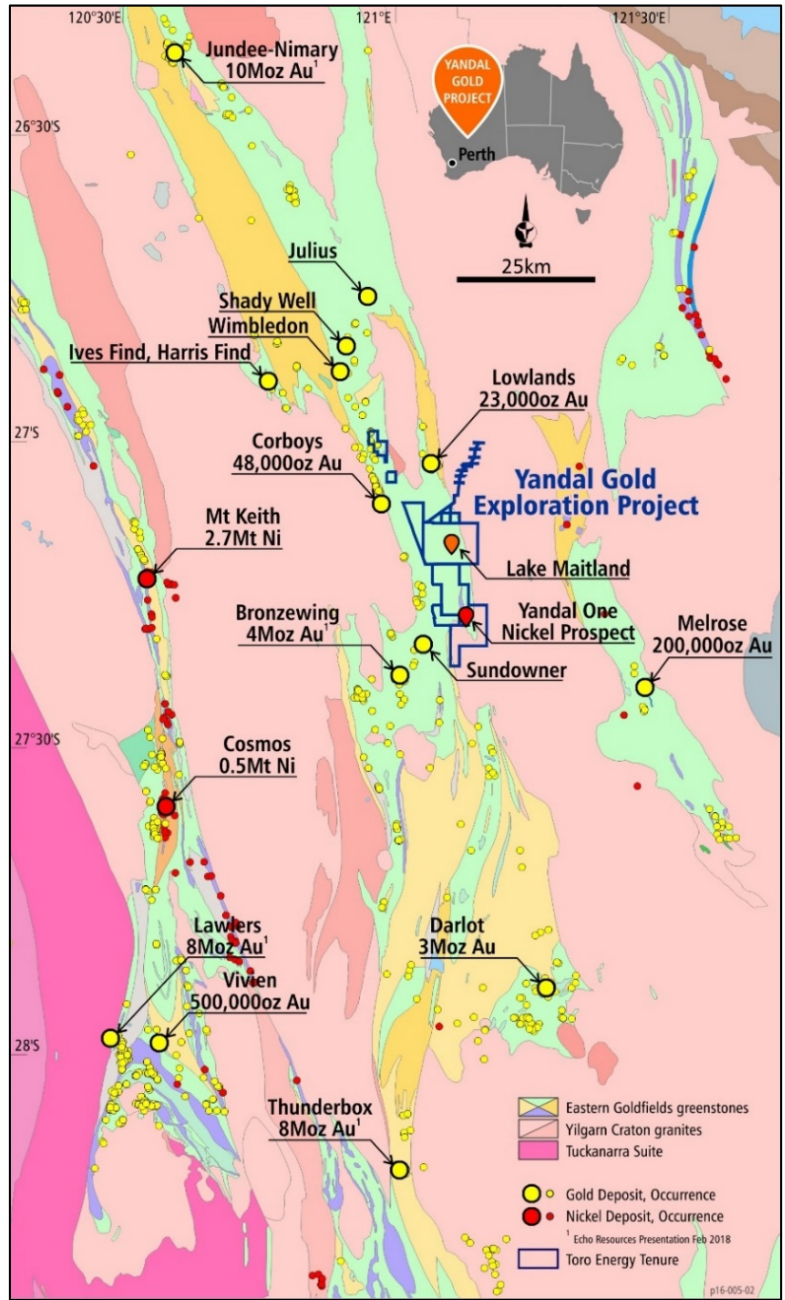 120°30'E
121°E
121°30'E
Jundee-Nimary
10Moz Au¹
YANDAL
GOLD
PROJECT
Perth
26°30'S
25km
Julius
Shady Well
Wimbledon
Ives Find, Harris Find
Lowlands
23,000oz Au
27°S
Corboys
48,000oz Au
Yandal Gold
Exploration Project
Mt Keith
2.7Mt Ni
Lake Maitland
Bronzewing
4Moz Au¹
Yandal One
Nickel Prospect
Melrose
200,000oz Au
Sundowner
27°30'S
Cosmos
0.5Mt Ni
Lawlers
8Moz Au¹
Darlot
3Moz Au
Vivien
500,000oz Au
28°S
Thunderbox
8Moz Au¹
Eastern Goldfields greenstones
Yilgarn Craton granites
Tuckanarra Suite
Gold Deposit, Occurrence
Nickel Deposit, Occurrence
¹ Echo Resources Presentation Feb 2018
Toro Energy Tenure
p16-005-02